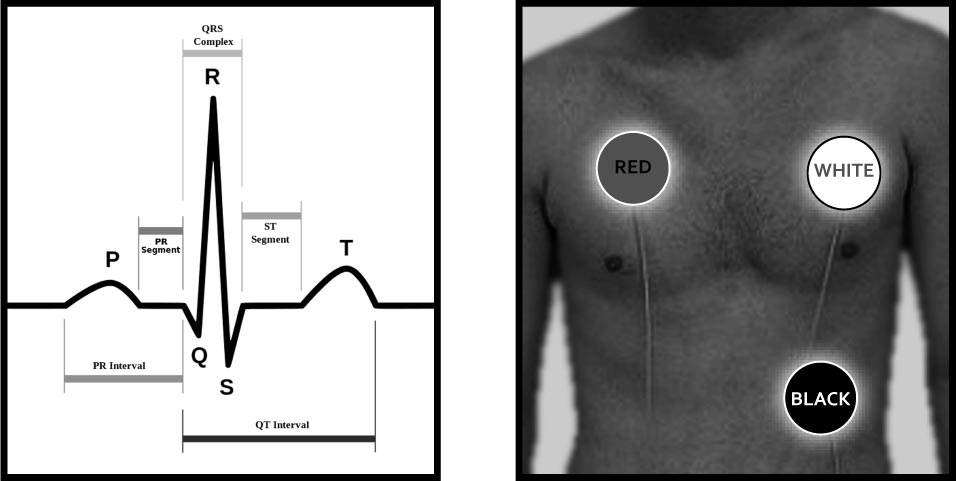 QRS
Complex
R
PR
Segment
ST
Segment
P
T
Q
S
PR Interval
QT Interval
RED
WHITE
BLACK